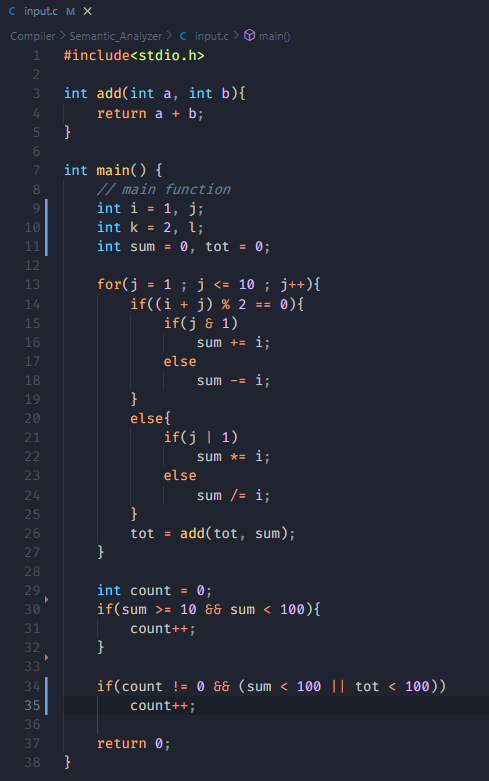 input.c M ×
Compiler > Semantic_Analyzer > C input.c > main()
1 #include<stdio.h>
2
3 int add(int a, int b){
4     return a + b;
5 }
6
7 int main() {
8     // main function
9     int i = 1, j;
10     int k = 2, l;
11     int sum = 0, tot = 0;
12
13     for(j = 1 ; j <= 10 ; j++){
14         if((i + j) % 2 == 0){
15             if(j & 1)
16                 sum += i;
17             else
18                 sum -= i;
19         }
20         else{
21             if(j | 1)
22                 sum *= i;
23             else
24                 sum /= i;
25         }
26         tot = add(tot, sum);
27     }
28
29     int count = 0;
30     if(sum >= 10 && sum < 100){
31         count++;
32     }
33
34     if(count != 0 && (sum < 100 || tot < 100))
35         count++;
36
37     return 0;
38 }